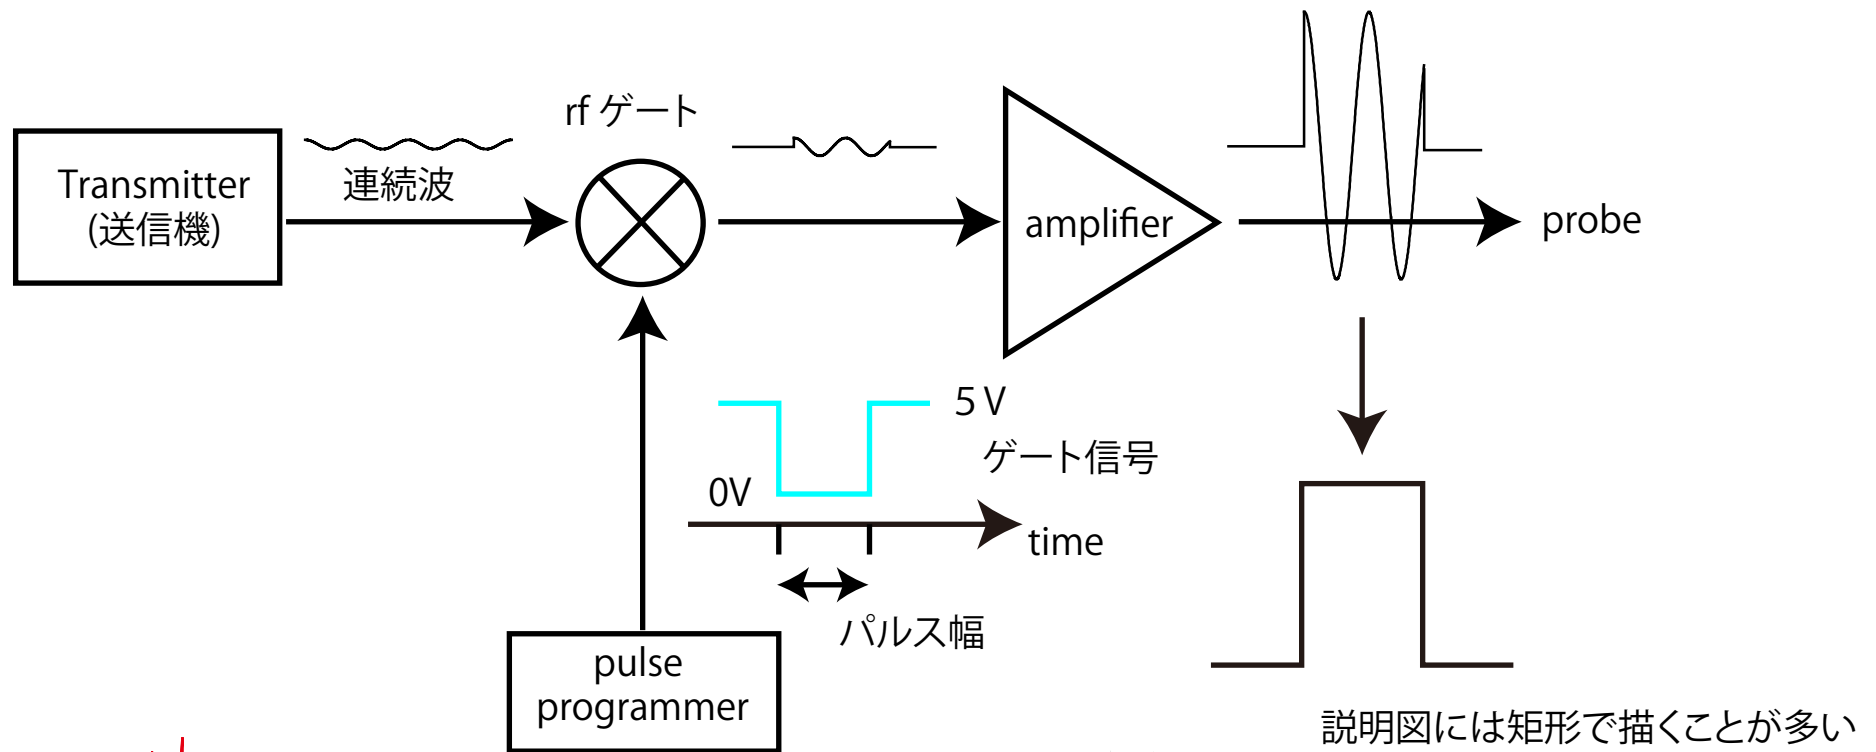 rf ゲート
Transmitter
(送信機)
連続波
amplifier
probe
5 V
ゲート信号
0V
time
パルス幅
pulse
programmer
説明図には矩形で描くことが多い